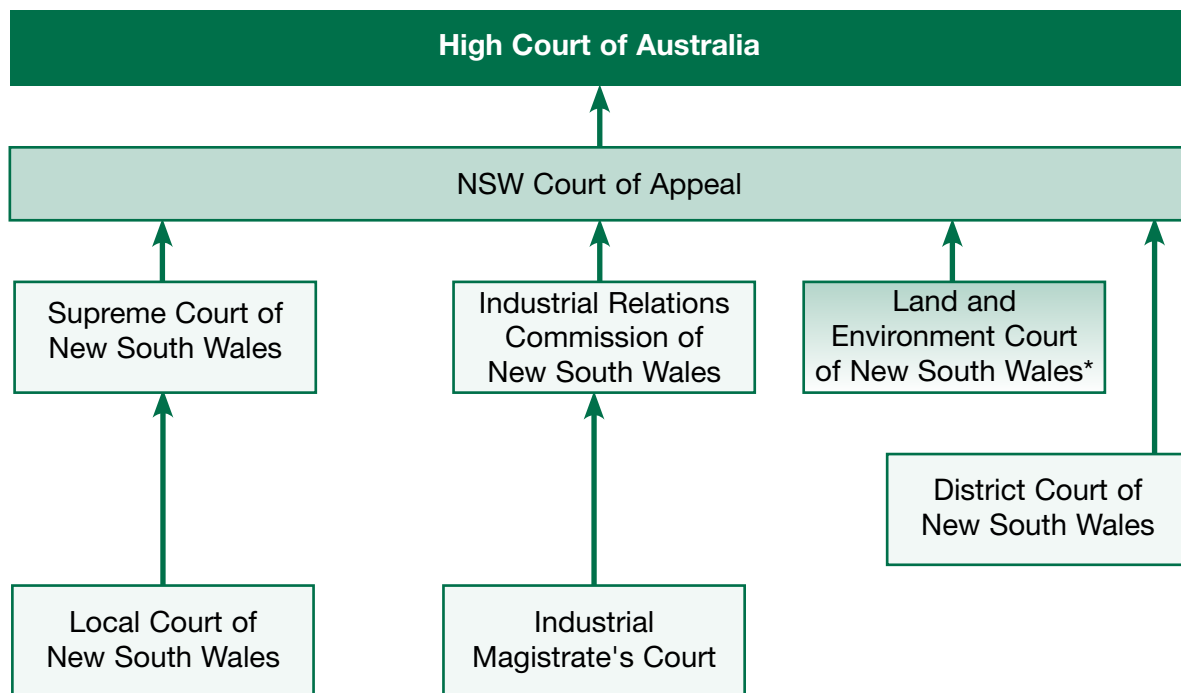 High Court of Australia
NSW Court of Appeal
Supreme Court of
New South Wales
Industrial Relations
Commission of
New South Wales
Land and
Environment Court
of New South Wales*
District Court of
New South Wales
Local Court of
New South Wales
Industrial
Magistrate's Court